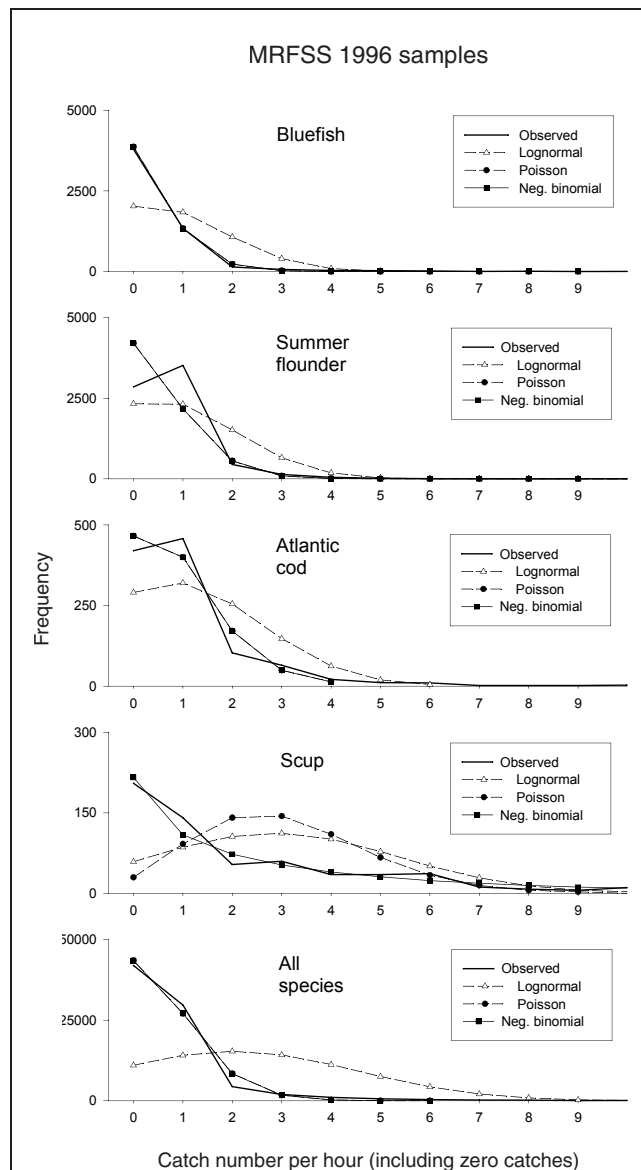 MRFSS 1996 samples
5000
2500
0
Bluefish
Observed
Lognormal
Poisson
Neg. binomial
0 1 2 3 4 5 6 7 8 9
5000
2500
0
Summer
flounder
Observed
Lognormal
Poisson
Neg. binomial
0 1 2 3 4 5 6 7 8 9
Frequency
500
250
0
Atlantic
cod
Observed
Lognormal
Poisson
Neg. binomial
0 1 2 3 4 5 6 7 8 9
300
150
0
Scup
Observed
Lognormal
Poisson
Neg. binomial
0 1 2 3 4 5 6 7 8 9
50000
25000
0
All
species
Observed
Lognormal
Poisson
Neg. binomial
0 1 2 3 4 5 6 7 8 9
Catch number per hour (including zero catches)